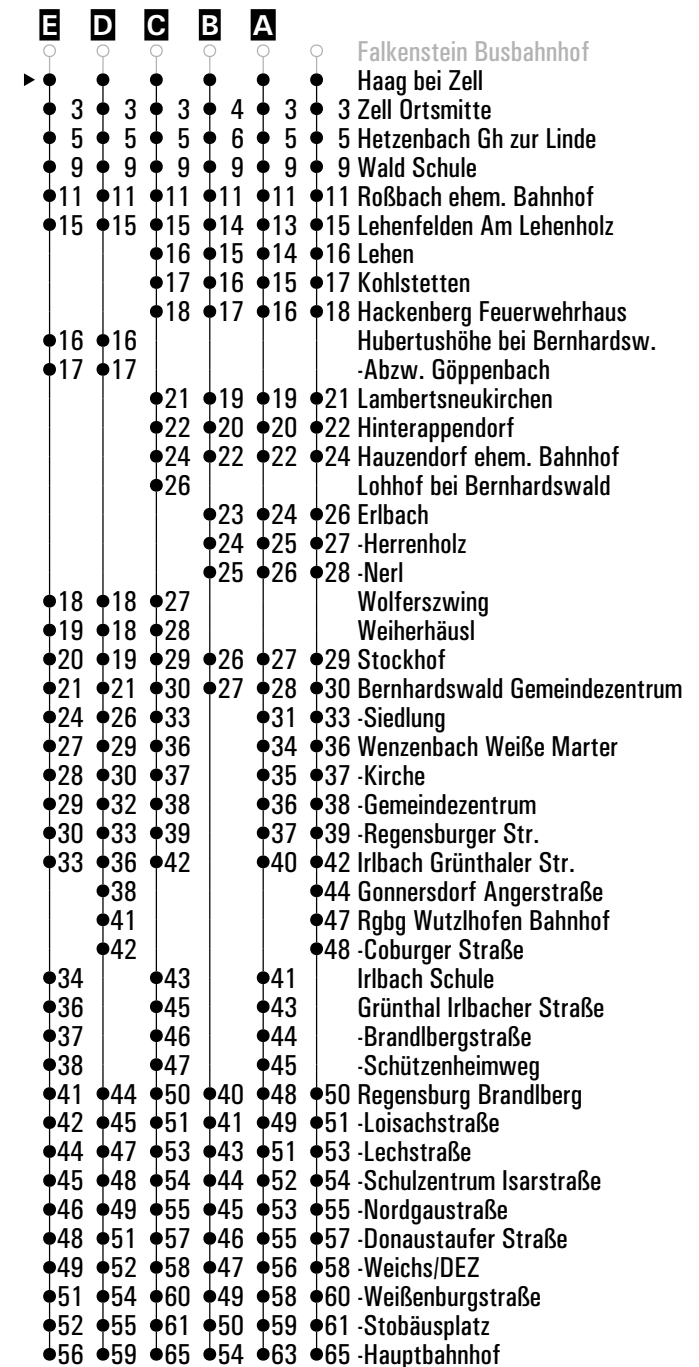 E D C B A
Falkenstein Busbahnhof
Haag bei Zell
3 3 3 4 3 3 Zell Ortsmitte
5 5 5 6 5 5 Hetzenbach Gh zur Linde
9 9 9 9 9 9 Wald Schule
11 11 11 11 11 11 Roßbach ehem. Bahnhof
15 15 15 14 13 15 Lehenfelden Am Lehenholz
16 15 14 16 Lehen
17 16 15 17 Kohlstetten
18 17 16 18 Hackenberg Feuerwehrhaus
16 16 Hubertushöhe bei Bernhardsw.
17 17 -Abzw. Göppenbach
21 19 19 21 Lambertsneukirchen
22 20 20 22 Hinterappendorf
24 22 22 24 Hauzendorf ehem. Bahnhof
26 Lohhof bei Bernhardswald
23 24 26 Erlbach
24 25 27 -Herrenholz
25 26 28 -Nerl
18 18 27 Wolferszwing
19 18 28 Weiherhäusl
20 19 29 26 27 29 Stockhof
21 21 30 27 28 30 Bernhardswald Gemeindezentrum
24 26 33 31 33 -Siedlung
27 29 36 34 36 Wenzenbach Weiße Marter
28 30 37 35 37 -Kirche
29 32 38 36 38 -Gemeindezentrum
30 33 39 37 39 -Regensburger Str.
33 36 42 40 42 Irlbach Grünthaler Str.
38 44 Gonnersdorf Angerstraße
41 47 Rgbg Wutzlhofen Bahnhof
42 48 -Coburger Straße
34 43 41 Irlbach Schule
36 45 43 Grünthal Irlbacher Straße
37 46 44 -Brandlbergstraße
38 47 45 -Schützenheimweg
41 44 50 40 48 50 Regensburg Brandlberg
42 45 51 41 49 51 -Loisachstraße
44 47 53 43 51 53 -Lechstraße
45 48 54 44 52 54 -Schulzentrum Isarstraße
46 49 55 45 53 55 -Nordgaustraße
48 51 57 46 55 57 -Donaustaufer Straße
49 52 58 47 56 58 -Weichs/DEZ
51 54 60 49 58 60 -Weißenburgstraße
52 55 61 50 59 61 -Stobäusplatz
56 59 65 54 63 65 -Hauptbahnhof